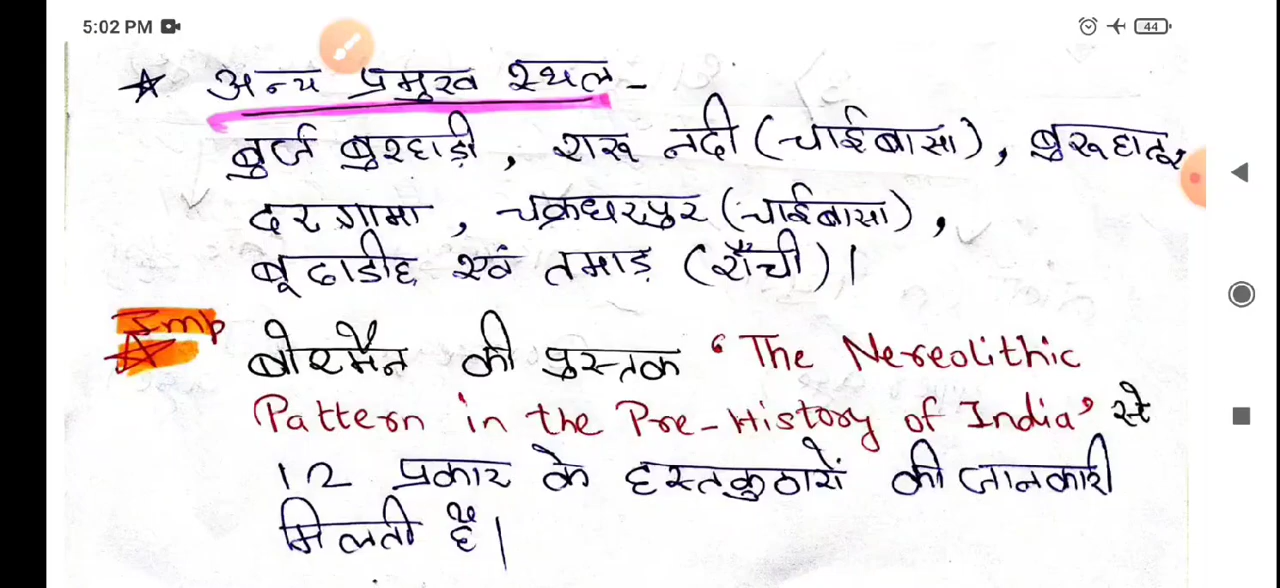 5:02 PM
44
अन्य प्रमुख स्थल -
बुर्ज बुरहाड़ी, राखू नदी (चाईबासा), बुरूहातु,
दरगामा, चक्रधरपुर (चाईबासा),
बूढाडीह एवं तमाड़ (राँची)।
Imp
बोरमैन की पुस्तक 'The Nereolithic
Pattern in the Pre-History of India' से
12 प्रकार के हस्तकुठारों की जानकारी
मिलती है।